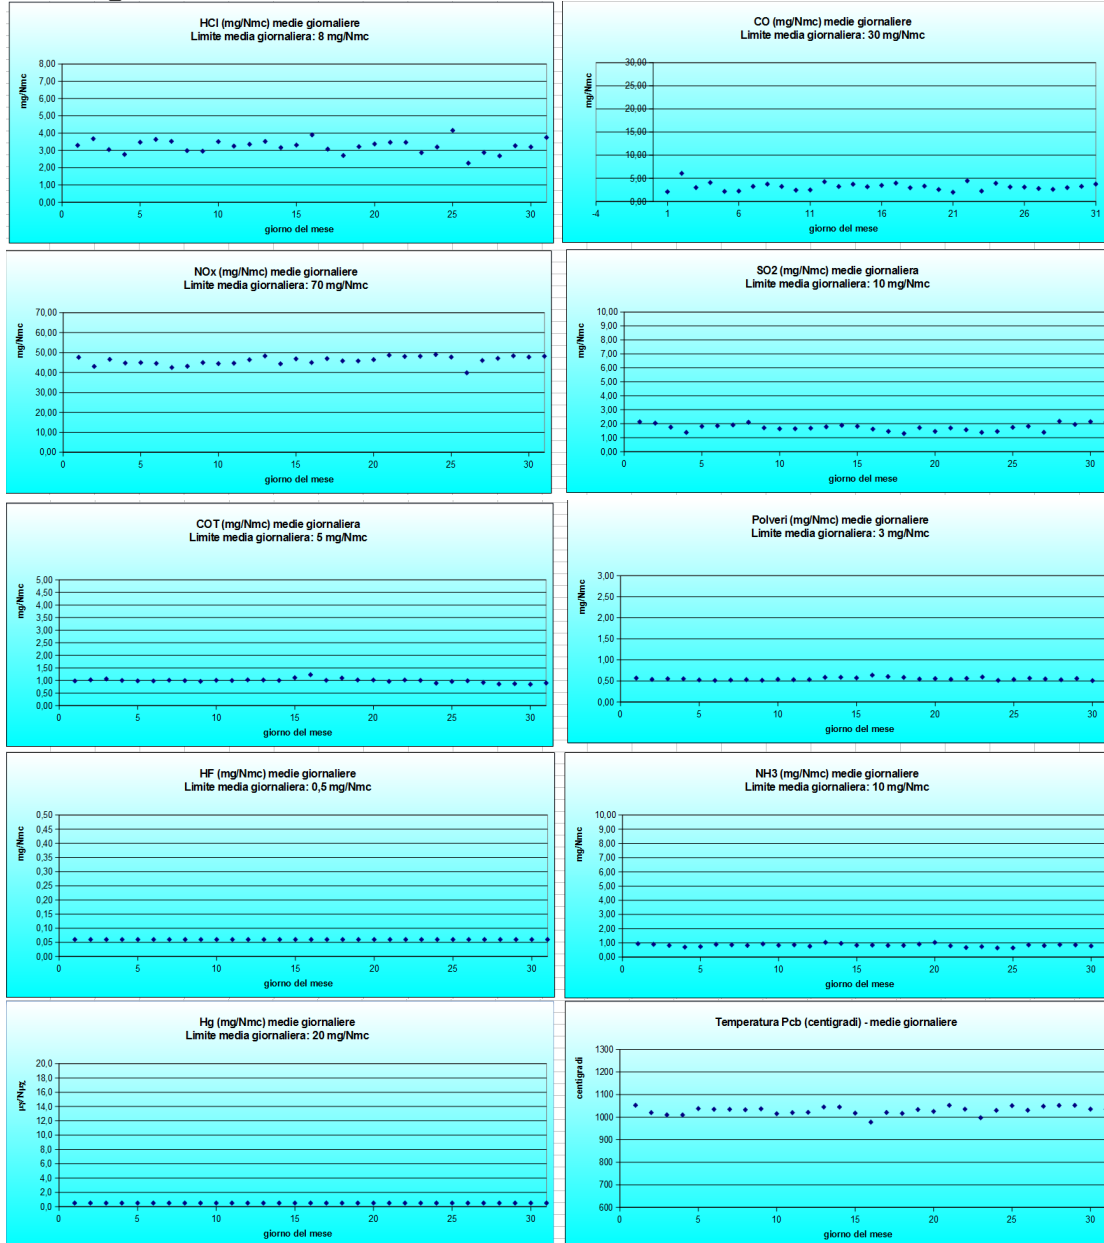 HCl (mg/Nmc) medie giornaliere
Limite media giornaliera: 8 mg/Nmc
mg/Nmc
8,00
7,00
6,00
5,00
4,00
3,00
2,00
1,00
0,00
0 5 10 15 20 25 30
giorno del mese
CO (mg/Nmc) medie giornaliere
Limite media giornaliera: 30 mg/Nmc
mg/Nmc
30,00
25,00
20,00
15,00
10,00
5,00
0,00
-4 1 6 11 16 21 26 31
giorno del mese
NOx (mg/Nmc) medie giornaliere
Limite media giornaliera: 70 mg/Nmc
mg/Nmc
70,00
60,00
50,00
40,00
30,00
20,00
10,00
0,00
0 5 10 15 20 25 30
giorno del mese
SO2 (mg/Nmc) medie giornaliera
Limite media giornaliera: 10 mg/Nmc
mg/Nmc
10,00
9,00
8,00
7,00
6,00
5,00
4,00
3,00
2,00
1,00
0,00
0 5 10 15 20 25 30
giorno del mese
COT (mg/Nmc) medie giornaliera
Limite media giornaliera: 5 mg/Nmc
mg/Nmc
5,00
4,50
4,00
3,50
3,00
2,50
2,00
1,50
1,00
0,50
0,00
0 5 10 15 20 25 30
giorno del mese
Polveri (mg/Nmc) medie giornaliere
Limite media giornaliera: 3 mg/Nmc
mg/Nmc
3,00
2,50
2,00
1,50
1,00
0,50
0,00
0 5 10 15 20 25 30
giorno del mese
HF (mg/Nmc) medie giornaliere
Limite media giornaliera: 0,5 mg/Nmc
mg/Nmc
0,50
0,45
0,40
0,35
0,30
0,25
0,20
0,15
0,10
0,05
0,00
0 5 10 15 20 25 30
giorno del mese
NH3 (mg/Nmc) medie giornaliere
Limite media giornaliera: 10 mg/Nmc
mg/Nmc
10,00
9,00
8,00
7,00
6,00
5,00
4,00
3,00
2,00
1,00
0,00
0 5 10 15 20 25 30
giorno del mese
Hg (mg/Nmc) medie giornaliere
Limite media giornaliera: 20 mg/Nmc
μγ/Νμχ
20,0
18,0
16,0
14,0
12,0
10,0
8,0
6,0
4,0
2,0
0,0
0 5 10 15 20 25 30
giorno del mese
Temperatura Pcb (centigradi) - medie giornaliere
centigradi
1300
1200
1100
1000
900
800
700
600
0 5 10 15 20 25 30
giorno del mese